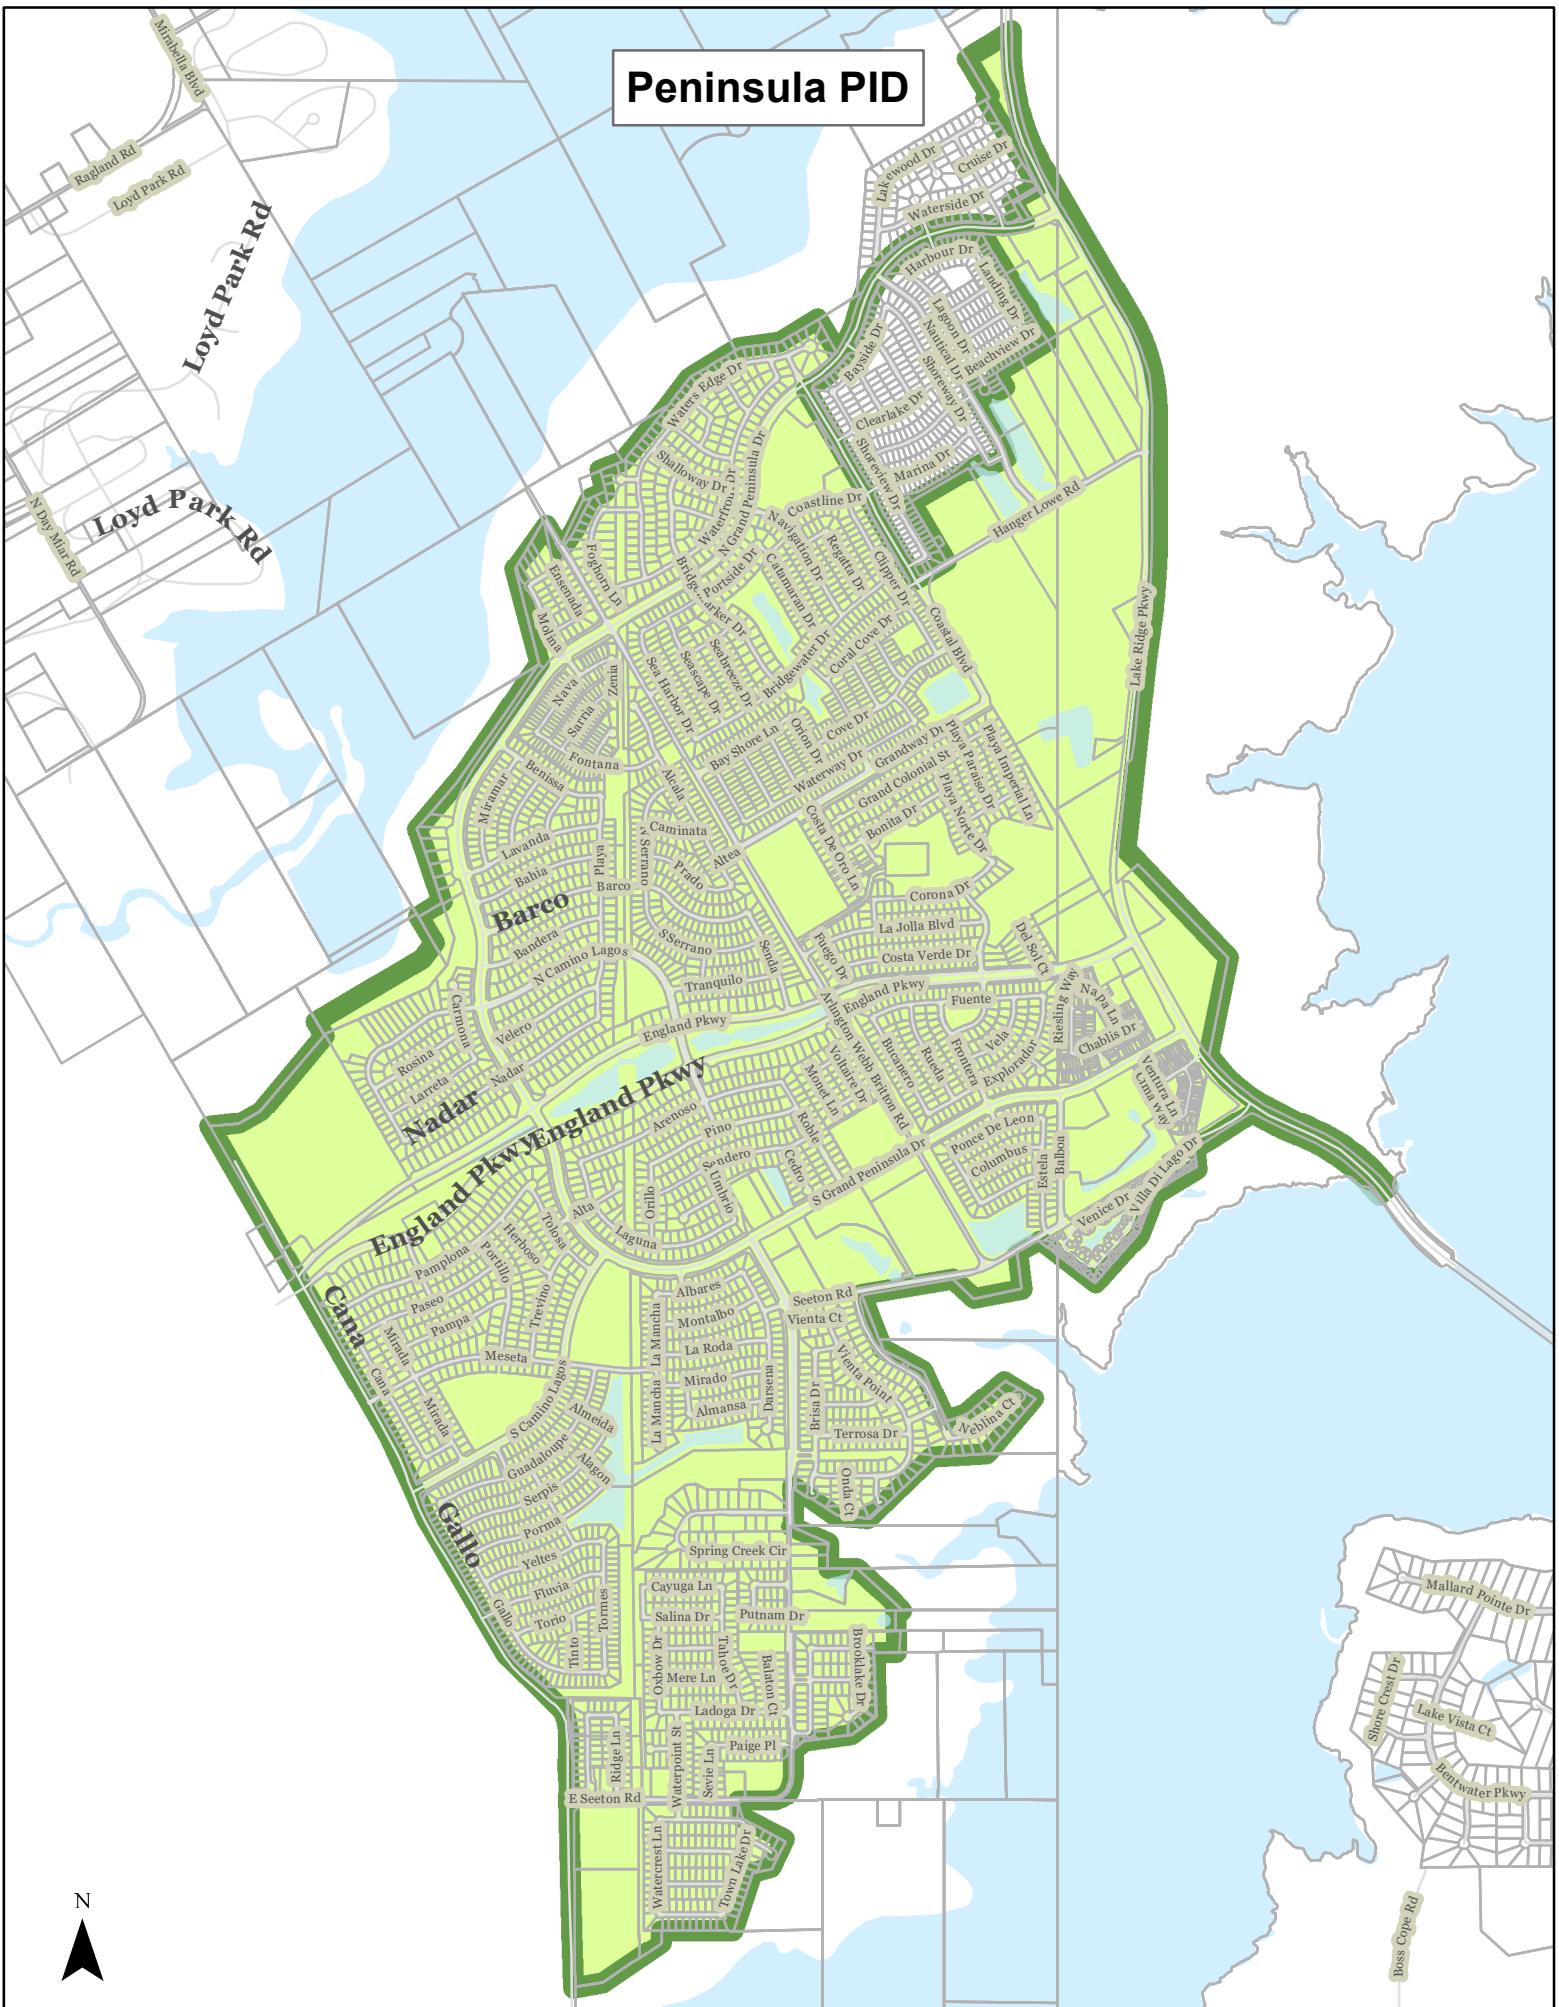 Peninsula PID
Mirabella Blvd
Ragland Rd
Loyd Park Rd
Loyd Park Rd
Loyd Park Rd
N Day Miar Rd
Lakewood Dr
Cruise Dr
Waterside Dr
Harbour Dr
Landing Dr
Lagoon Dr
Nautical Dr
Beachview Dr
Bayside Dr
Shoreway Dr
Clearlake Dr
Marina Dr
Shoreview Dr
Hanger Lowe Rd
Waters Edge Dr
Shalloway Dr
Waterfront Dr
N Grand Peninsula Dr
Coastline Dr
Navigation Dr
Regatta Dr
Catamaran Dr
Clipper Dr
Portside Dr
Bridgemarker Dr
Foghorn Ln
Ensenada
Molina
Coastal Blvd
Lake Ridge Pkwy
Coral Cove Dr
Bridgewater Dr
Seabreeze Dr
Seascape Dr
Sea Harbor Dr
Zenia
Nava
Sarria
Fontana
Benissa
Miramar
Bay Shore Ln
Orion Dr
Cove Dr
Waterway Dr
Grandway Dr
Grand Colonial St
Playa Paraiso Dr
Playa Imperial Ln
Playa Norte Dr
Bonita Dr
Costa De Oro Ln
Alcala
Caminata
N Serrano
Altea
Prado
Lavanda
Bahia
Playa
Barco
Barco
Bandera
N Camino Lagos
S Serrano
Senda
Tranquilo
Corona Dr
La Jolla Blvd
Costa Verde Dr
Fuego Dr
Del Sol Ct
England Pkwy
England Pkwy
Fuente
Riesling Way
Napa Ln
Chablis Dr
Ventura Ln
Cima way
Carmona
Velero
Rosina
Larreta
Nadar
Nadar
England Pkwy
England Pkwy
Arlington Webb Britton Rd
Voltaire Dr
Monet Ln
Bucanero
Rueda
Frontera
Vela
Explorador
Arenoso
Pino
Sendero
Umbrio
Roble
Cedro
S Grand Peninsula Dr
Ponce De Leon
Columbus
Estela
Balboa
Venice Dr
Villa Di Lago Dr
Orillo
Laguna
Alta
Tolosa
Herboso
Portillo
Pamplona
Paseo
Pampa
Trevino
Mirada
Cana
Cana
Mirada
Meseta
S Camino Lagos
Albares
Montalbo
La Mancha
La Roda
Mirado
La Mancha
Almansa
Darsena
Seeton Rd
Vienta Ct
Vienta Point
Brisa Dr
Terrosa Dr
Neblina Ct
Onda Ct
Almeida
Guadaloupe
Alagon
Serpis
Porma
Yeltes
Fluvia
Torio
Tinto
Tormes
Gallo
Gallo
Spring Creek Cir
Cayuga Ln
Salina Dr
Putnam Dr
Oxbow Dr
Tahoe Dr
Mere Ln
Balaton Ct
Brooklake Dr
Ladoga Dr
Ridge Ln
Waterpoint St
Sevie Ln
Paige Pl
E Seeton Rd
Watercrest Ln
Town Lake Dr
Mallard Pointe Dr
Shore Crest Dr
Lake Vista Ct
Bentwater Pkwy
Boss Cope Rd
N